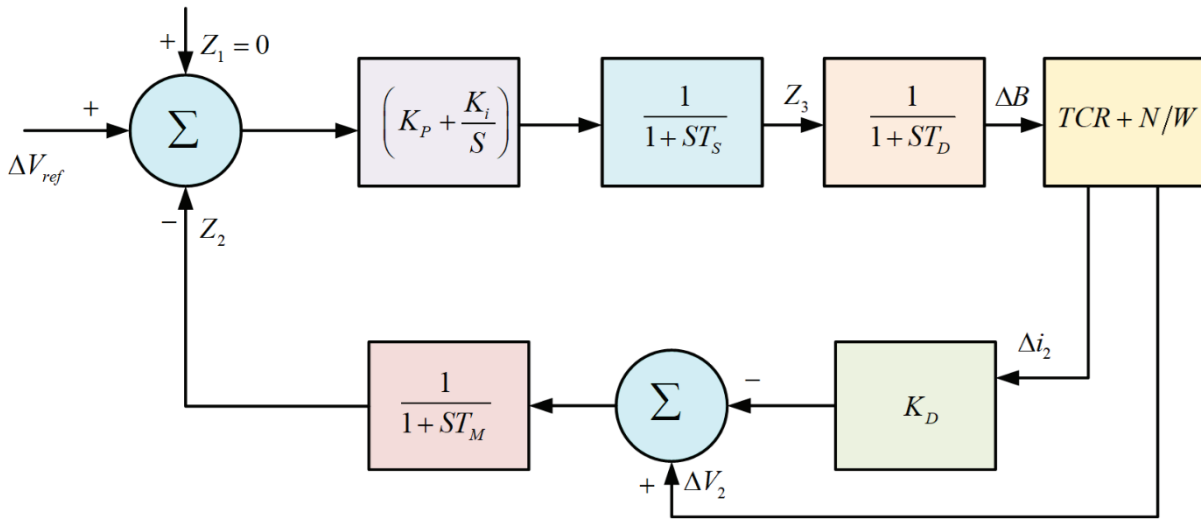 +
Z₁ = 0
+
Σ
ΔV_ref
−
Z₂
(K_P + K_i/S)
1/(1 + ST_S)
Z₃
1/(1 + ST_D)
ΔB
TCR + N/W
Δi₂
K_D
−
Σ
+
ΔV₂
1/(1 + ST_M)